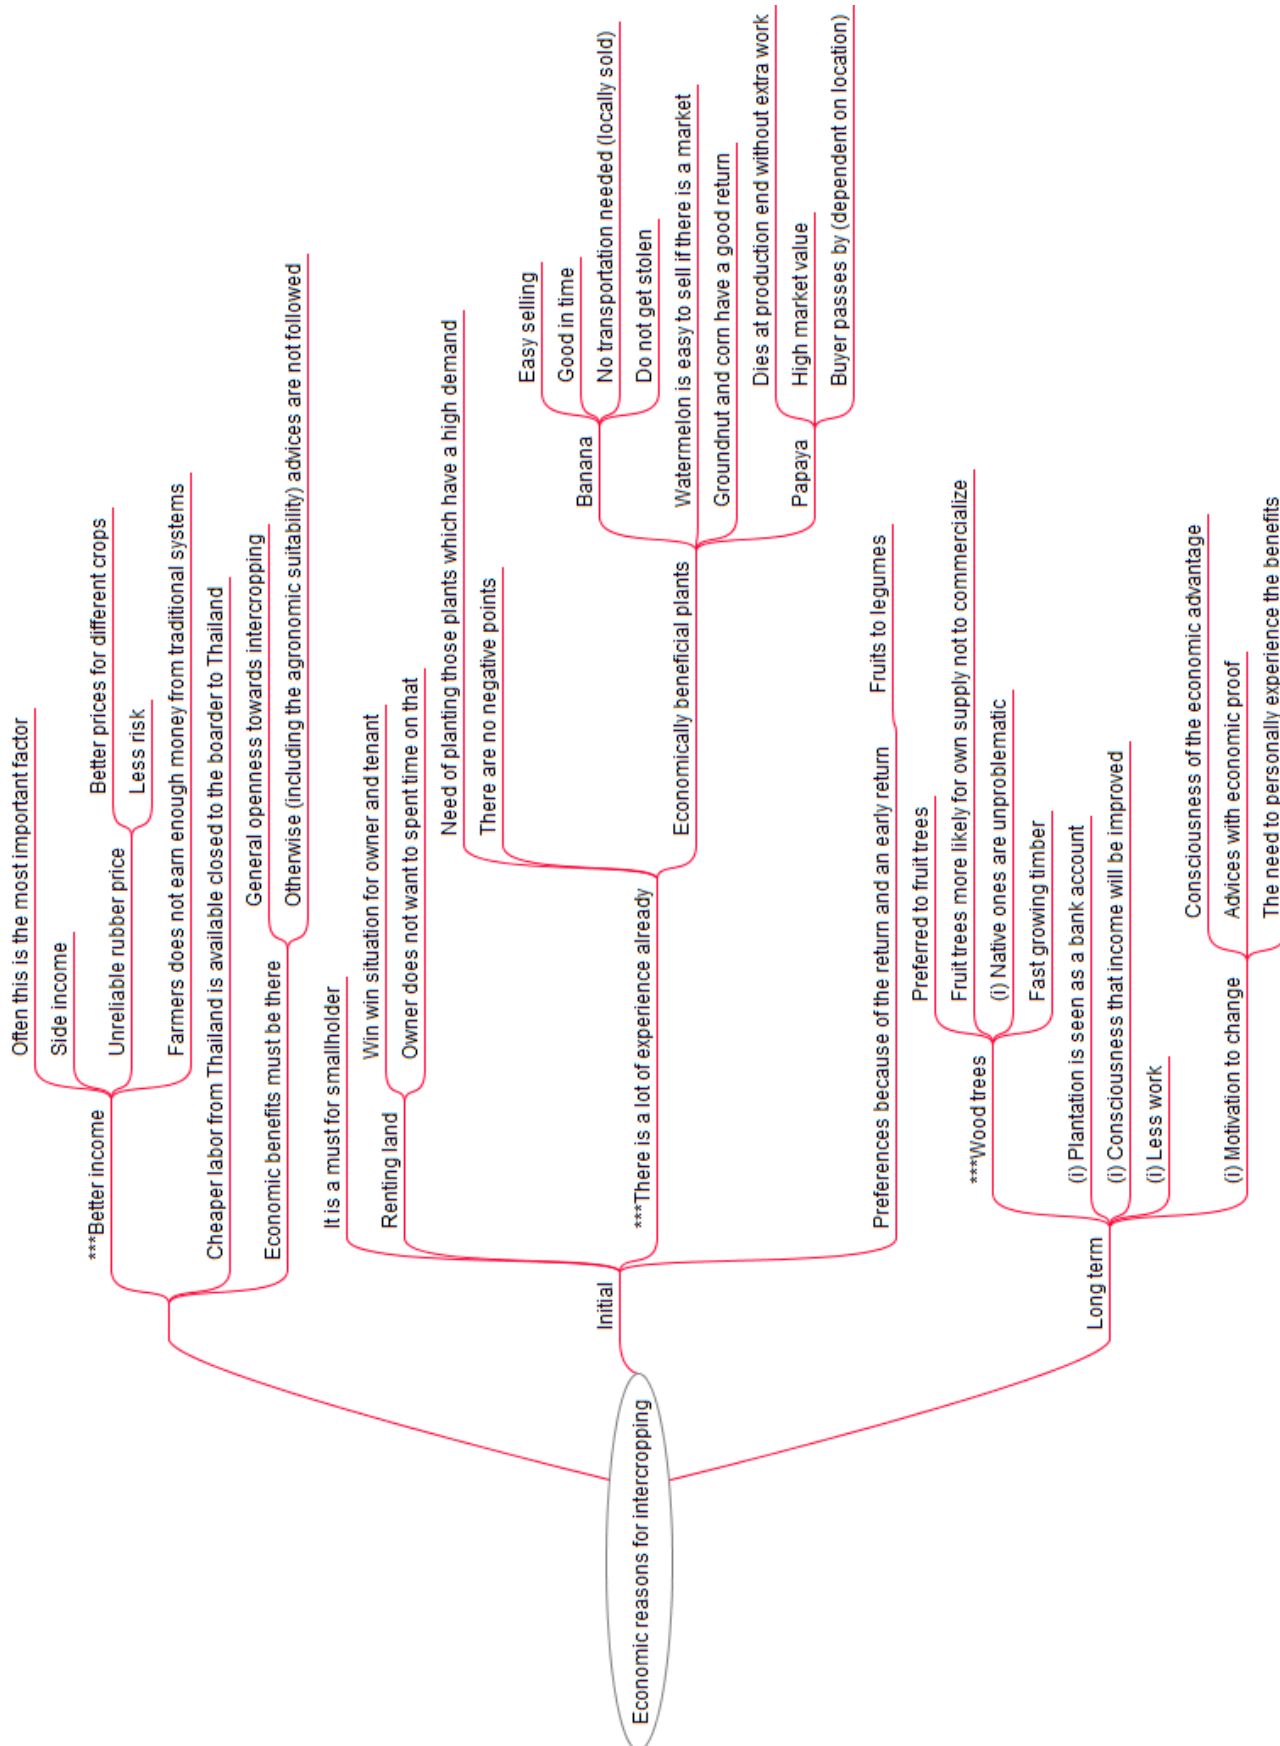 Economic reasons for intercropping
***Better income
Often this is the most important factor
Side income
Unreliable rubber price
Better prices for different crops
Less risk
Farmers does not earn enough money from traditional systems
Cheaper labor from Thailand is available closed to the boarder to Thailand
Economic benefits must be there
General openness towards intercropping
Otherwise (including the agronomic suitability) advices are not followed
Initial
It is a must for smallholder
Renting land
Win win situation for owner and tenant
Owner does not want to spent time on that
***There is a lot of experience already
Need of planting those plants which have a high demand
There are no negative points
Economically beneficial plants
Banana
Easy selling
Good in time
No transportation needed (locally sold)
Do not get stolen
Watermelon is easy to sell if there is a market
Groundnut and corn have a good return
Papaya
Dies at production end without extra work
High market value
Buyer passes by (dependent on location)
Preferences because of the return and an early return
Fruits to legumes
Long term
***Wood trees
Preferred to fruit trees
Fruit trees more likely for own supply not to commercialize
(i) Native ones are unproblematic
Fast growing timber
(i) Plantation is seen as a bank account
(i) Consciousness that income will be improved
(i) Less work
(i) Motivation to change
Consciousness of the economic advantage
Advices with economic proof
The need to personally experience the benefits